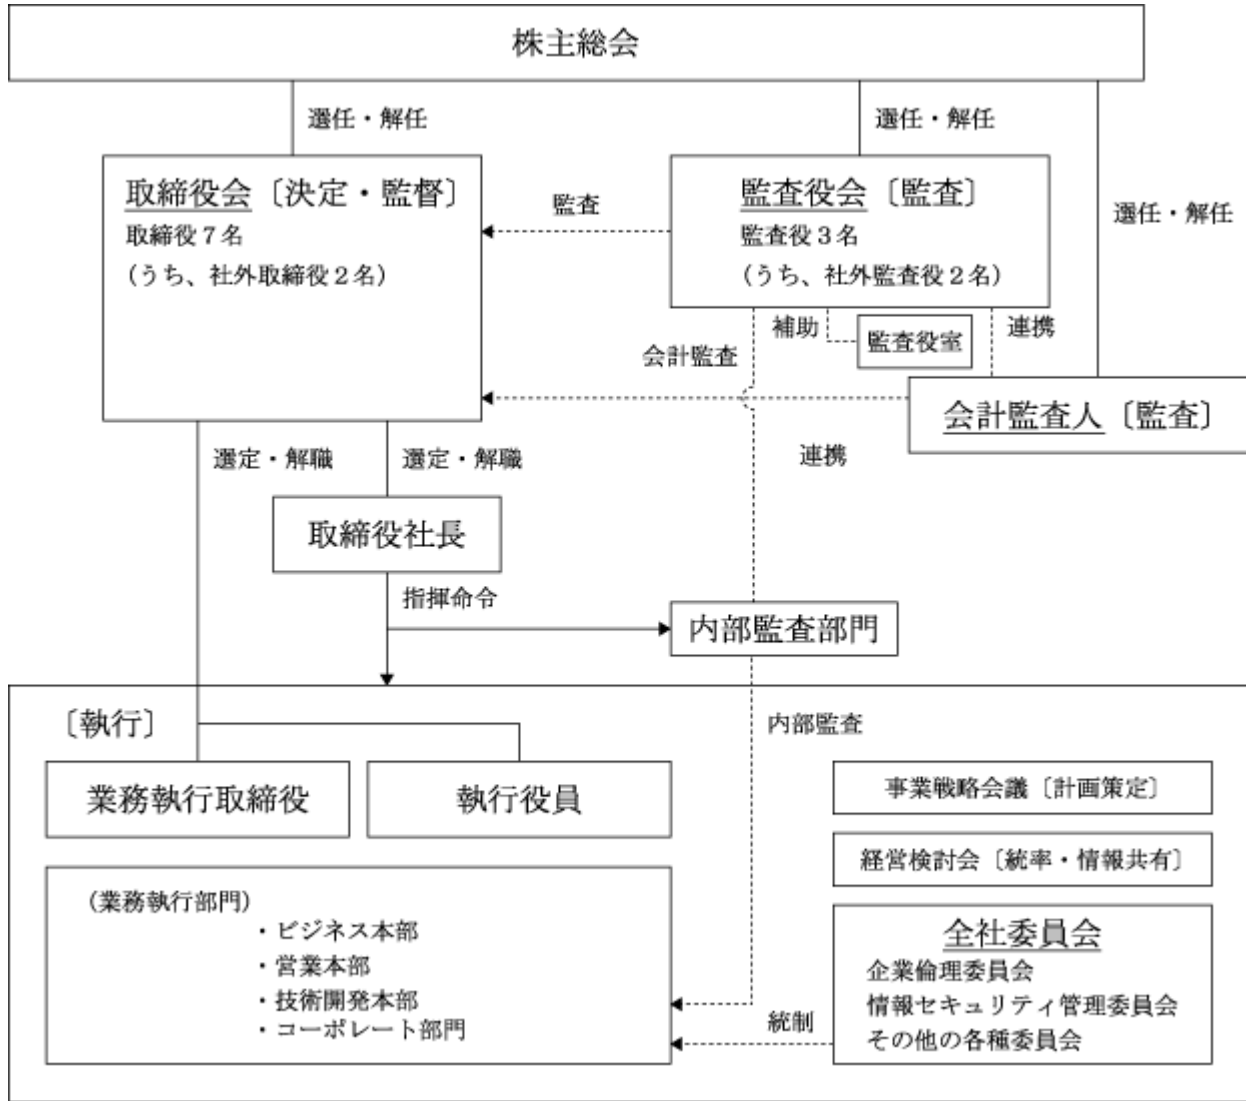 株主総会
選任・解任
選任・解任
選任・解任
取締役会〔決定・監督〕
取締役７名
(うち、社外取締役２名)
監査
監査役会〔監査〕
監査役３名
(うち、社外監査役２名)
補助
監査役室
連携
会計監査
会計監査人〔監査〕
連携
選定・解職
選定・解職
取締役社長
指揮命令
内部監査部門
〔執行〕
内部監査
業務執行取締役
執行役員
事業戦略会議〔計画策定〕
経営検討会〔統率・情報共有〕
(業務執行部門)
・ビジネス本部
・営業本部
・技術開発本部
・コーポレート部門
全社委員会
企業倫理委員会
情報セキュリティ管理委員会
その他の各種委員会
統制